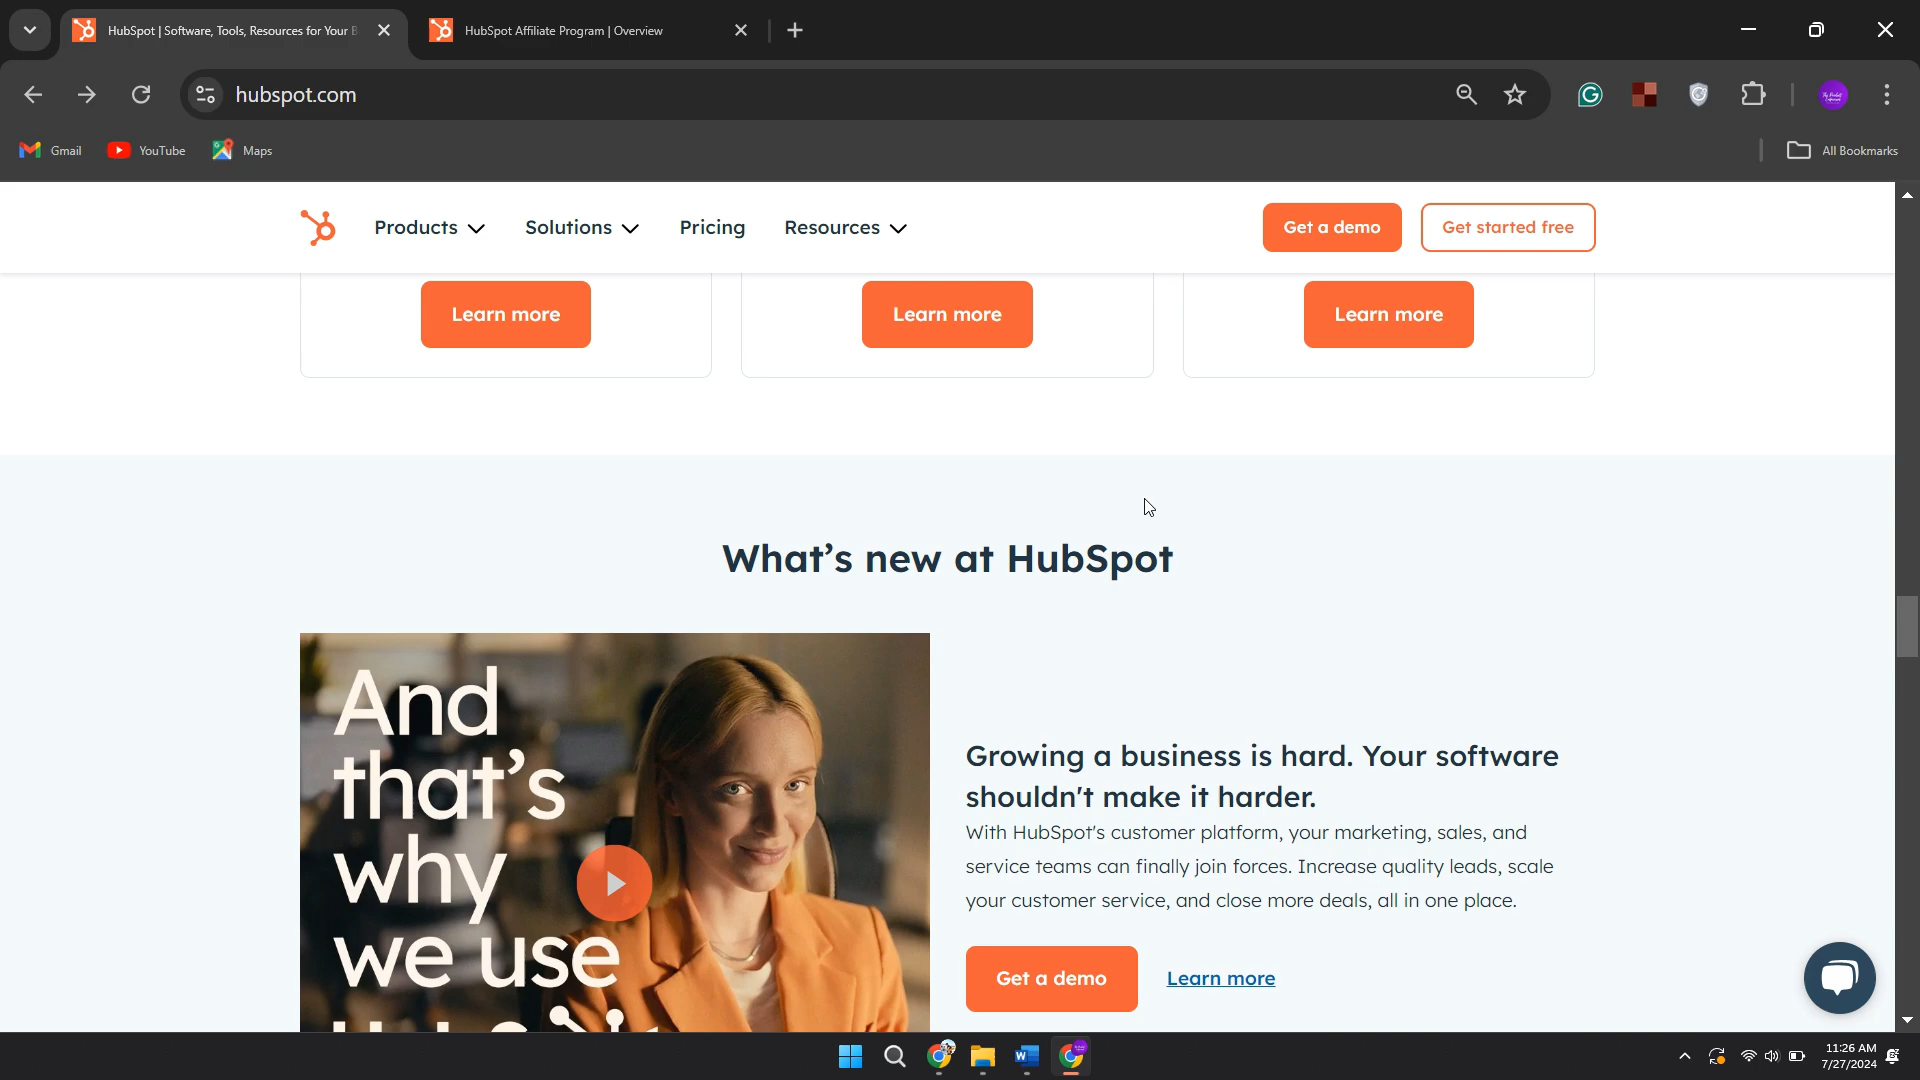 HubSpot | Software, Tools, Resources for Your B
HubSpot Affiliate Program | Overview
hubspot.com
Gmail
YouTube
Maps
All Bookmarks
Products
Solutions
Pricing
Resources
Get a demo
Get started free
Learn more
Learn more
Learn more
What's new at HubSpot
And
that's
why
we use
Growing a business is hard. Your software
shouldn't make it harder.
With HubSpot's customer platform, your marketing, sales, and
service teams can finally join forces. Increase quality leads, scale
your customer service, and close more deals, all in one place.
Get a demo
Learn more
11:26 AM
7/27/2024